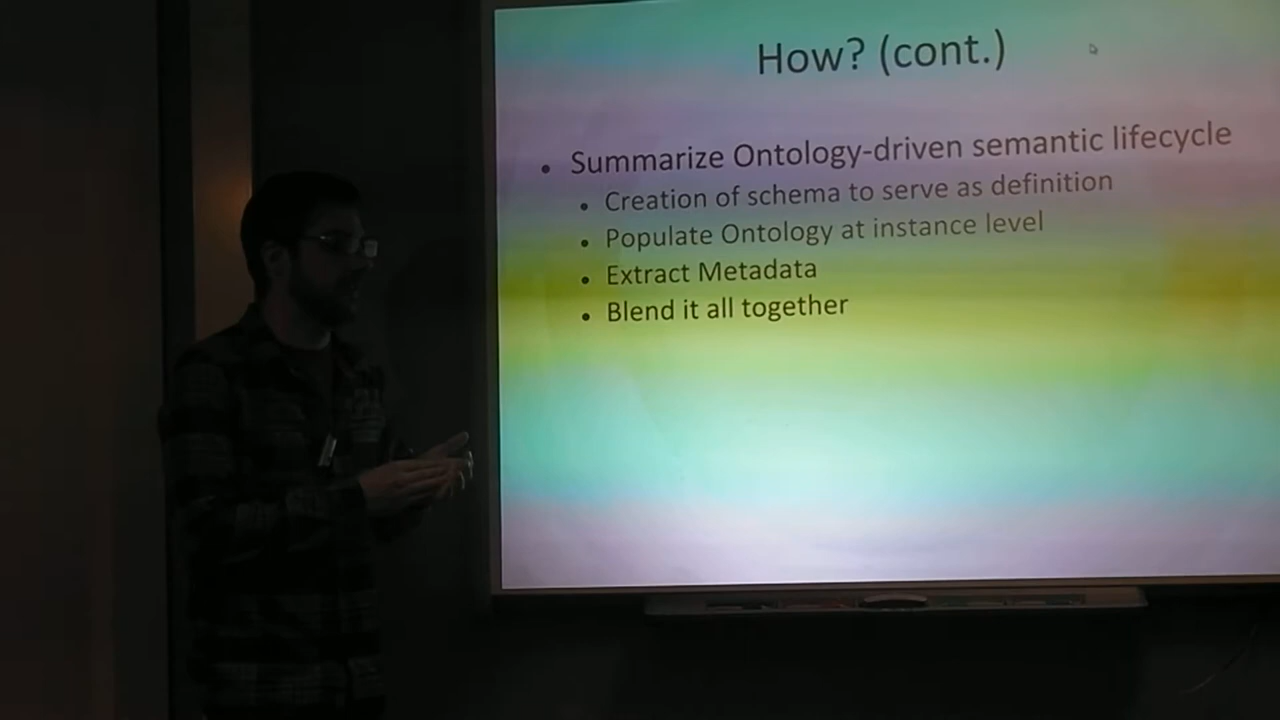 How? (cont.)
• Summarize Ontology-driven semantic lifecycle
• Creation of schema to serve as definition
• Populate Ontology at instance level
• Extract Metadata
• Blend it all together